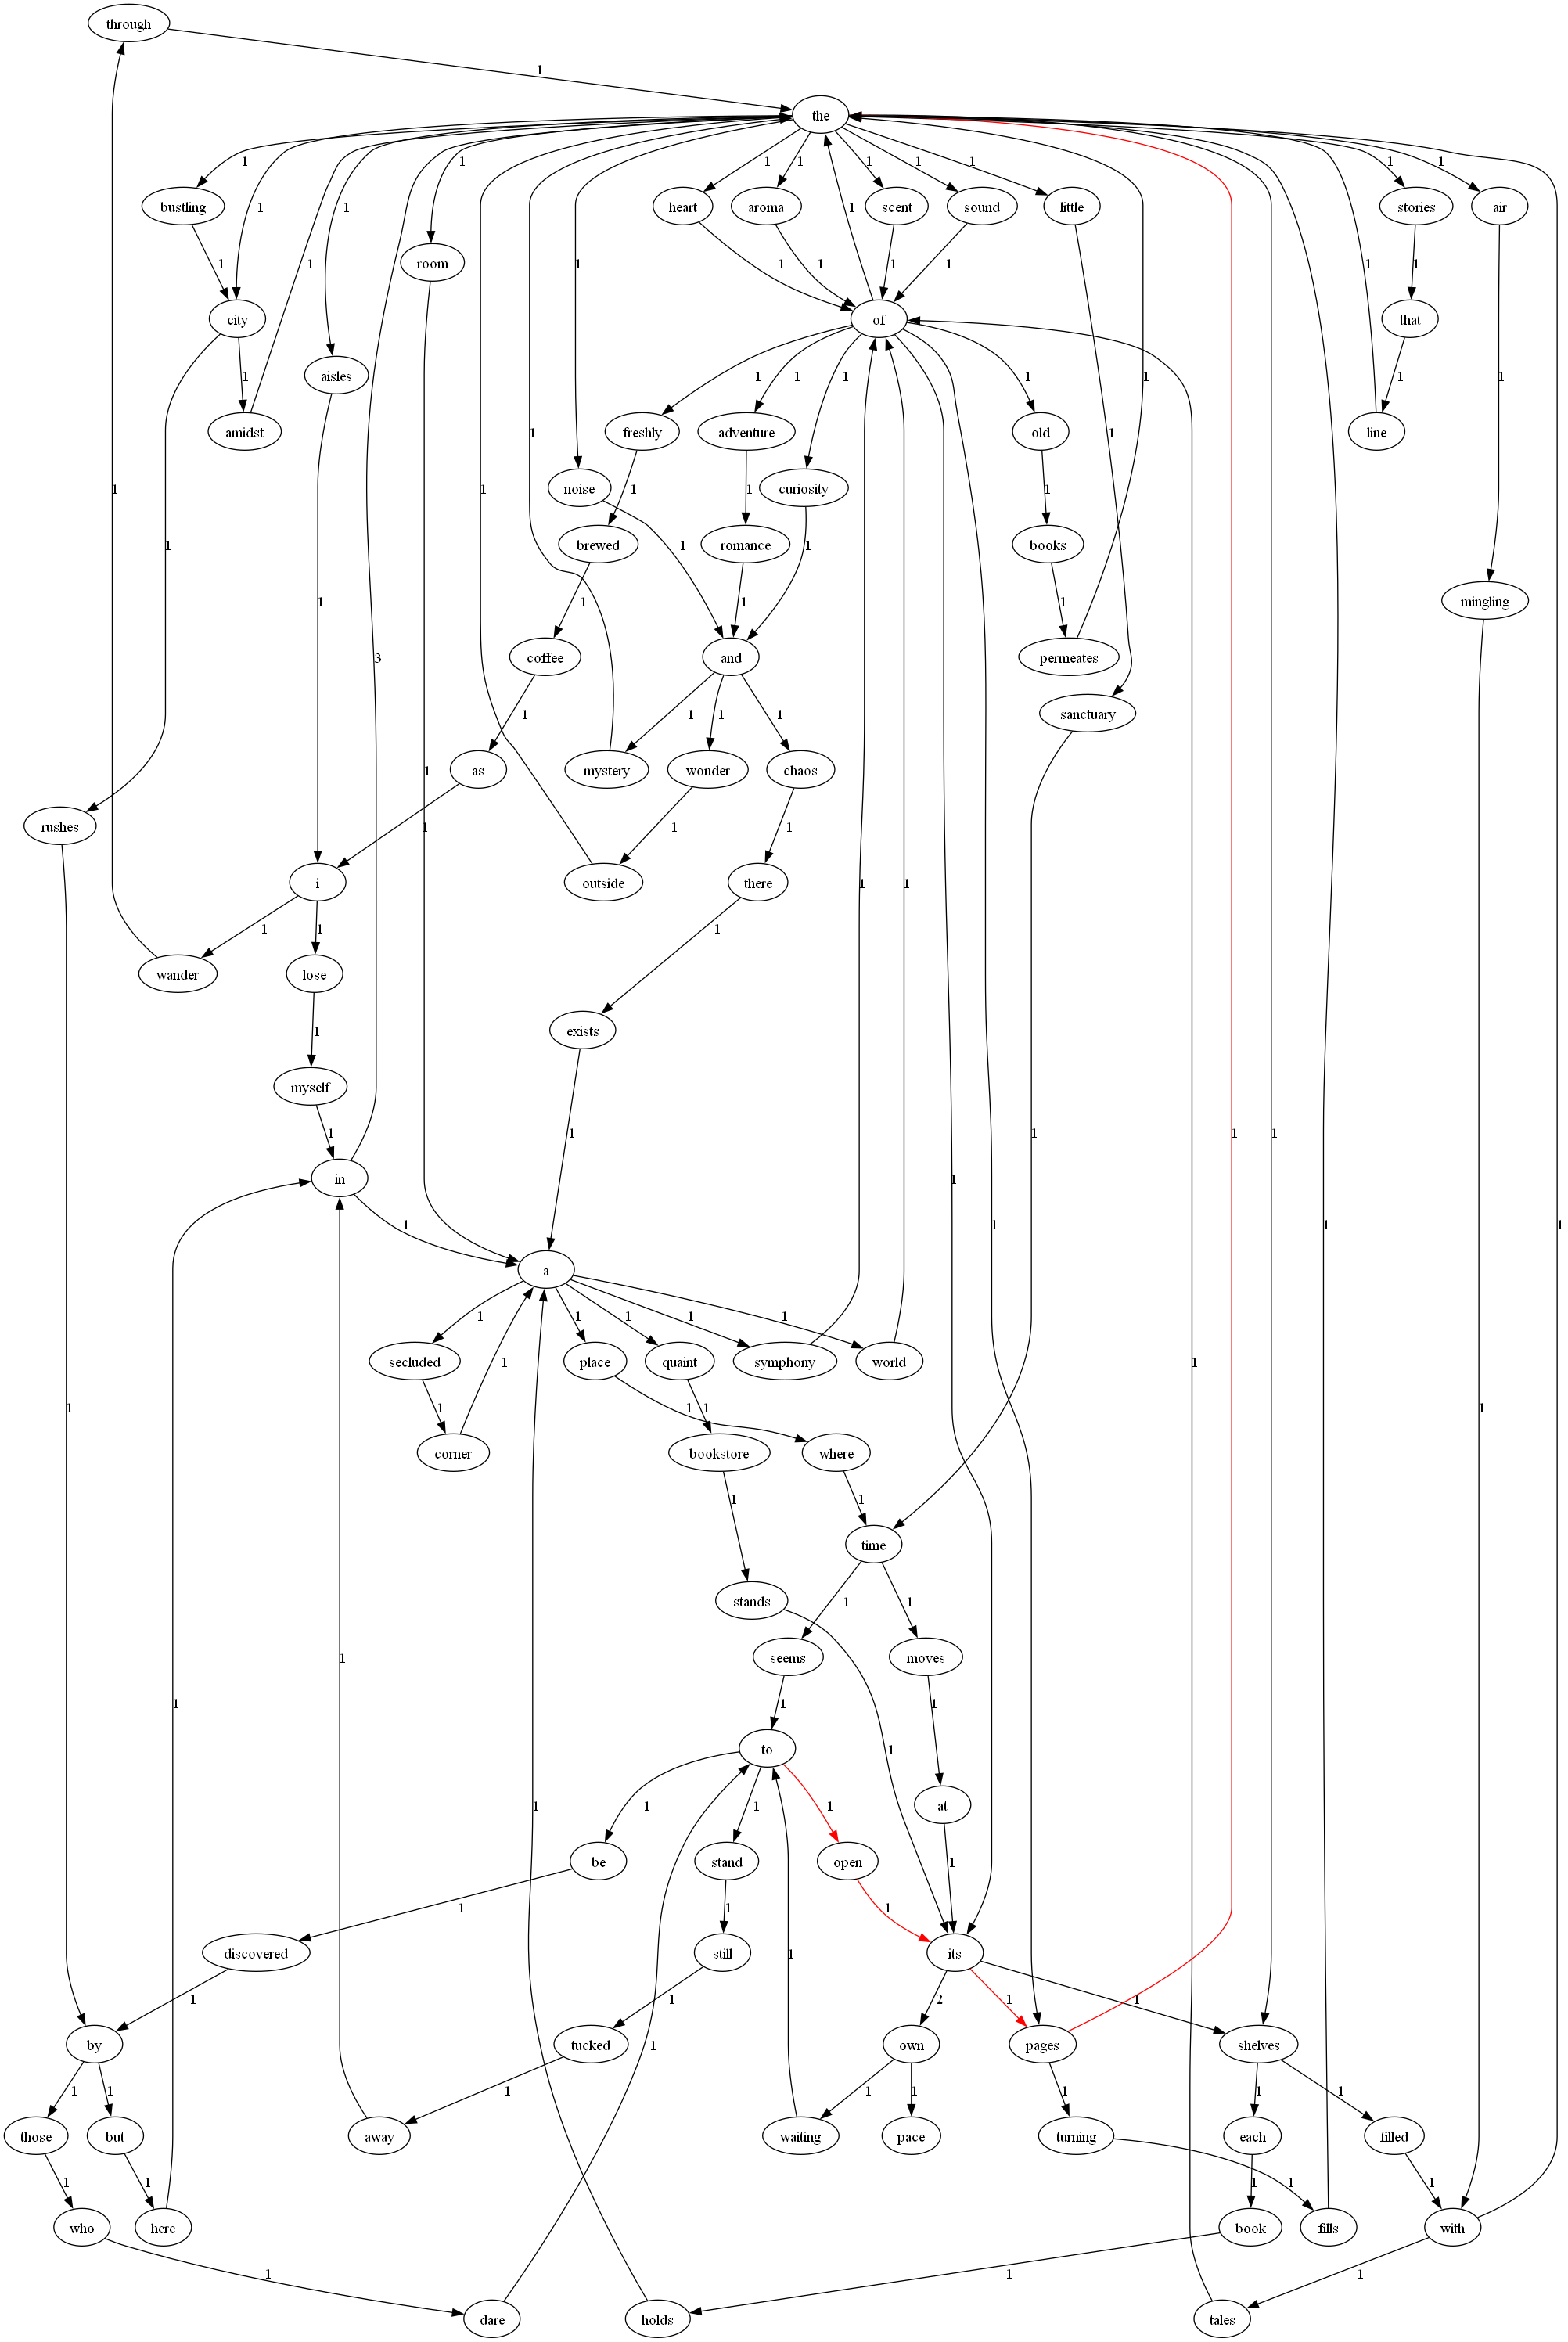 through
1
the
1 1 1 1 1 1 1 1 1 1 1
bustling heart aroma scent sound little stories air
1 1 1 1 1 1 1 1
room
city of that
1 1 1 1 1 1 1 1 1
aisles
amidst freshly adventure old line
1 1 1 1 1
noise curiosity
1 1 1
brewed romance books
1 1 1 1 1 1
mingling
coffee and permeates
1 1 1 1
sanctuary
as mystery wonder chaos
1 1 1
rushes
i outside there
1 1 1 1 1
wander lose
1
exists
myself
3 1 1 1
in
1 1 1 1
a
1 1 1 1 1
secluded place quaint symphony world
1 1 1 1
corner bookstore where
1 1
time
stands
1 1
seems moves
1 1 1
to
1 1
at
1 1 1 1
be stand open
1 1 1
discovered still its
1 1 2 1 1
by tucked own pages shelves
1 1 1 1 1 1 1 1
those but away waiting pace turning each filled
1 1 1 1 1
who here book fills with
1 1 1
dare holds tales